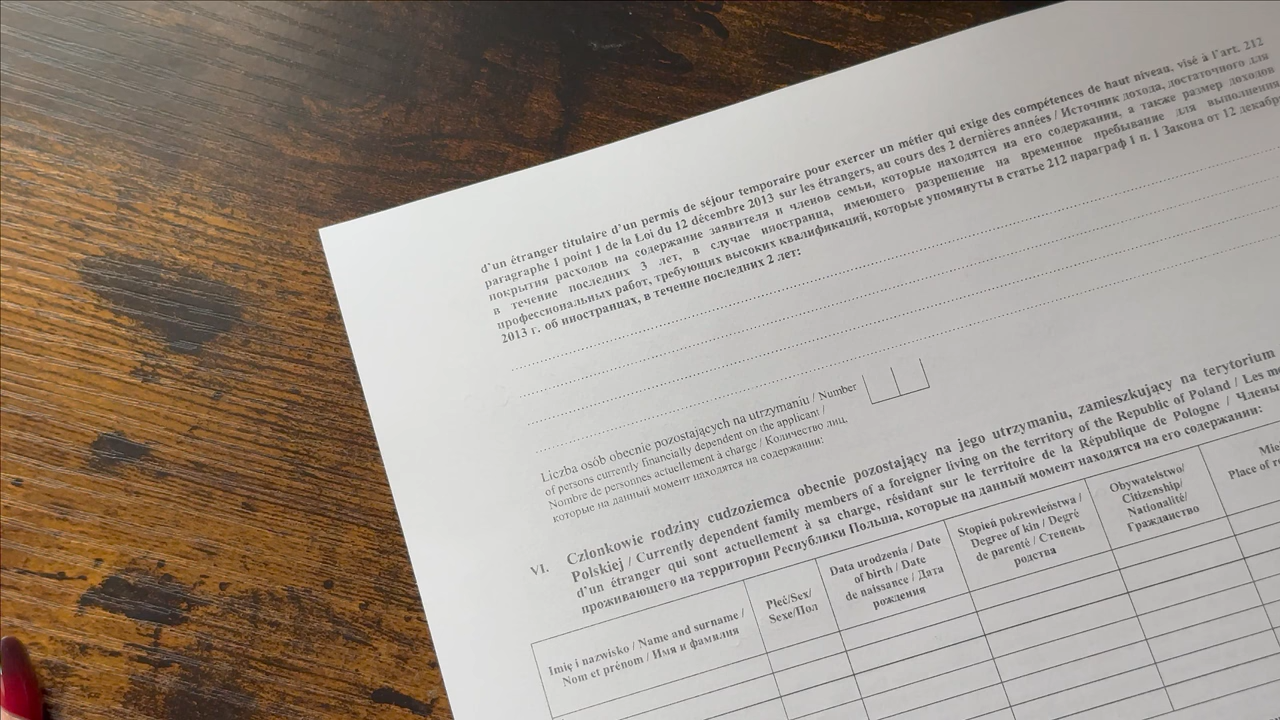 d'un étranger titulaire d'un permis de séjour temporaire pour exercer un métier qui exige des compétences de haut niveau, visé à l'art. 212
paragraphe 1 point 1 de la Loi du 12 décembre 2013 sur les étrangers, au cours des 2 dernières années / Источник дохода, достаточного для
покрытия расходов на содержание заявителя и членов семьи, которые находятся на его содержании, а также размер доходов
в течение последних 3 лет, в случае иностранца, имеющего разрешение на временное пребывание для выполнения
профессиональных работ, требующих высоких квалификаций, которые упомянуты в статье 212 параграф 1 п. 1 Закона от 12 декабр
2013 г. об иностранцах, в течение последних 2 лет:
Liczba osób obecnie pozostających na utrzymaniu / Number
of persons currently financially dependent on the applicant /
Nombre de personnes actuellement à charge / Количество лиц,
которые на данный момент находятся на содержании:
VI. Członkowie rodziny cudzoziemca obecnie pozostający na jego utrzymaniu, zamieszkujący na terytorium
Polskiej / Currently dependent family members of a foreigner living on the territory of the Republic of Poland / Les me
d'un étranger qui sont actuellement à sa charge, résidant sur le territoire de la République de Pologne / Члены
проживающего на территории Республики Польша, которые на данный момент находятся на его содержании:
Imię i nazwisko / Name and surname /
Nom et prénom / Имя и фамилия
Płeć/Sex/
Sexe/Пол
Data urodzenia / Date
of birth / Date
de naissance / Дата
рождения
Stopień pokrewieństwa /
Degree of kin / Degré
de parenté / Степень
родства
Obywatelstwo/
Citizenship/
Nationalité/
Гражданство
Mie
Place of r